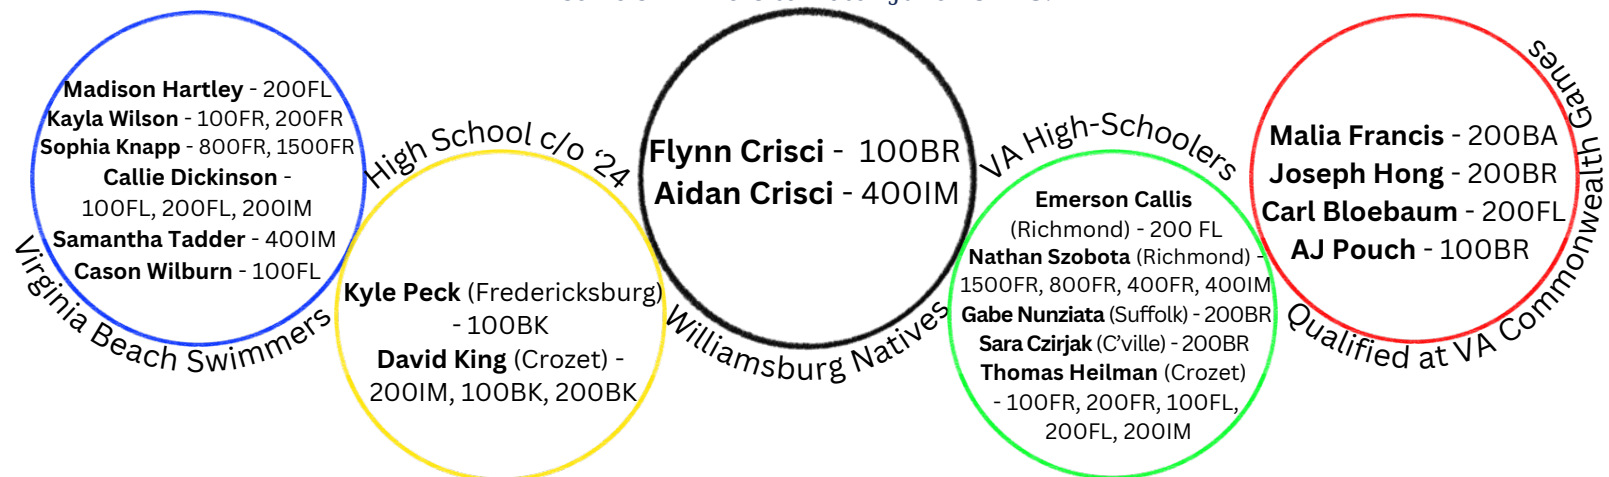 Madison Hartley - 200FL
Kayla Wilson - 100FR, 200FR
Sophia Knapp - 800FR, 1500FR
Callie Dickinson -
100FL, 200FL, 200IM
Samantha Tadder - 400IM
Cason Wilburn - 100FL
Virginia Beach Swimmers
High School c/o ‘24
Kyle Peck (Fredericksburg)
- 100BK
David King (Crozet) -
200IM, 100BK, 200BK
Flynn Crisci - 100BR
Aidan Crisci - 400IM
Williamsburg Natives
VA High-Schoolers
Emerson Callis
(Richmond) - 200 FL
Nathan Szobota (Richmond) -
1500FR, 800FR, 400FR, 400IM
Gabe Nunziata (Suffolk) - 200BR
Sara Czirjak (C’ville) - 200BR
Thomas Heilman (Crozet)
- 100FR, 200FR, 100FL,
200FL, 200IM
Malia Francis - 200BA
Joseph Hong - 200BR
Carl Bloebaum - 200FL
AJ Pouch - 100BR
Qualified at VA Commonwealth Games